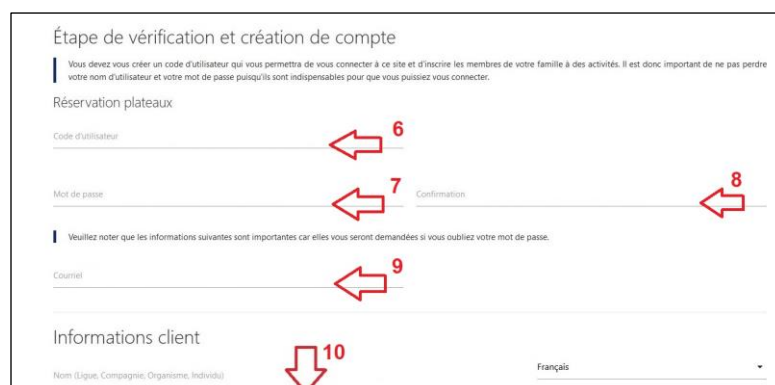 Étape de vérification et création de compte
Vous devez vous créer un code d'utilisateur qui vous permettra de vous connecter à ce site et d'inscrire les membres de votre famille à des activités. Il est donc important de ne pas perdre
votre nom d'utilisateur et votre mot de passe puisqu'ils sont indispensables pour que vous puissiez vous connecter.
Réservation plateaux
Code d'utilisateur
6
Mot de passe
7
Confirmation
8
Veuillez noter que les informations suivantes sont importantes car elles vous seront demandées si vous oubliez votre mot de passe.
Courriel
9
Informations client
10
Nom (Ligue, Compagnie, Organisme, Individu)
Français